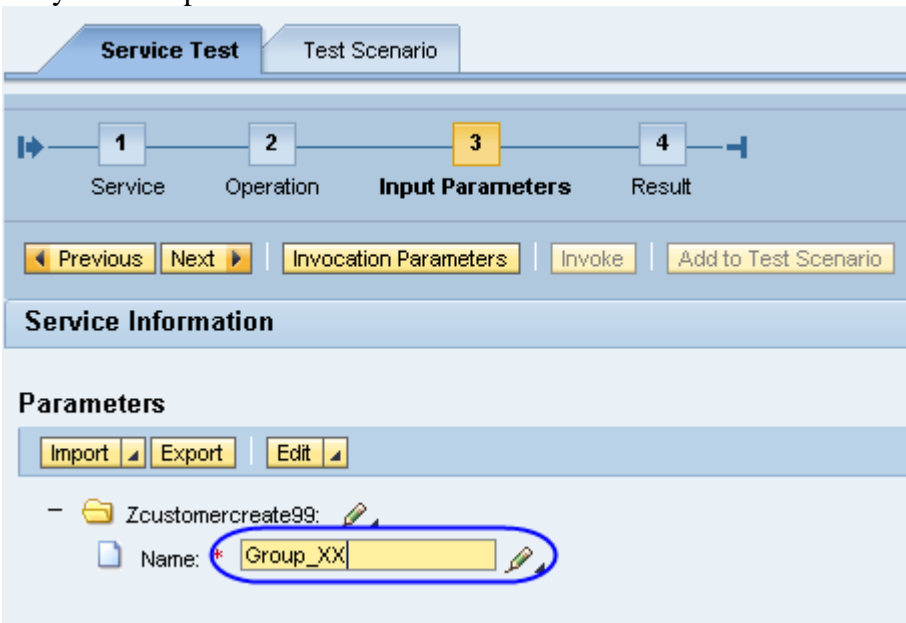 Service Test Test Scenario
1 2 3 4
Service Operation Input Parameters Result
Previous Next Invocation Parameters Invoke Add to Test Scenario
Service Information
Parameters
Import Export Edit
Zcustomercreate99:
Name: * Group_XX